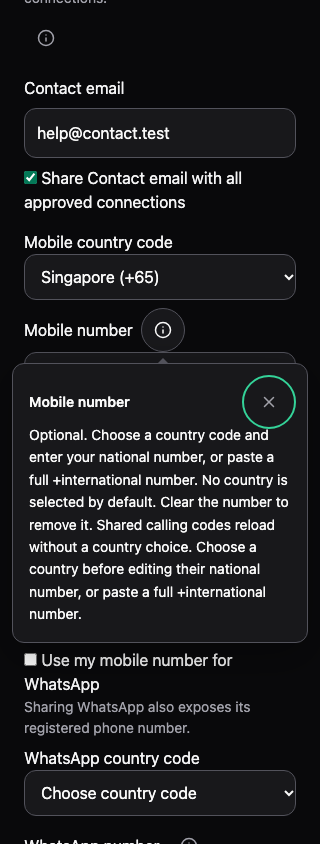 connections.
Contact email
help@contact.test
Share Contact email with all
approved connections
Mobile country code
Singapore (+65)
Mobile number
Mobile number
Optional. Choose a country code and
enter your national number, or paste a
full +international number. No country is
selected by default. Clear the number to
remove it. Shared calling codes reload
without a country choice. Choose a
country before editing their national
number, or paste a full +international
number.
Use my mobile number for
WhatsApp
Sharing WhatsApp also exposes its
registered phone number.
WhatsApp country code
Choose country code
WhatsApp number